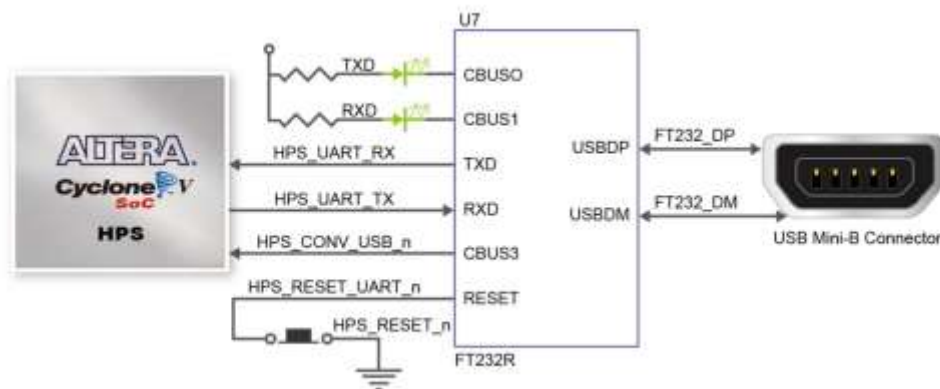 U7
TXD
CBUSO
RXD
CBUS1
ALTERA.
Cyclone V
SoC
HPS
HPS_UART_RX
TXD
HPS_UART_TX
RXD
HPS_CONV_USB_n
CBUS3
HPS_RESET_UART_n
RESET
HPS_RESET_n
FT232R
USBDP
FT232_DP
USBDM
FT232_DM
USB Mini-B Connector